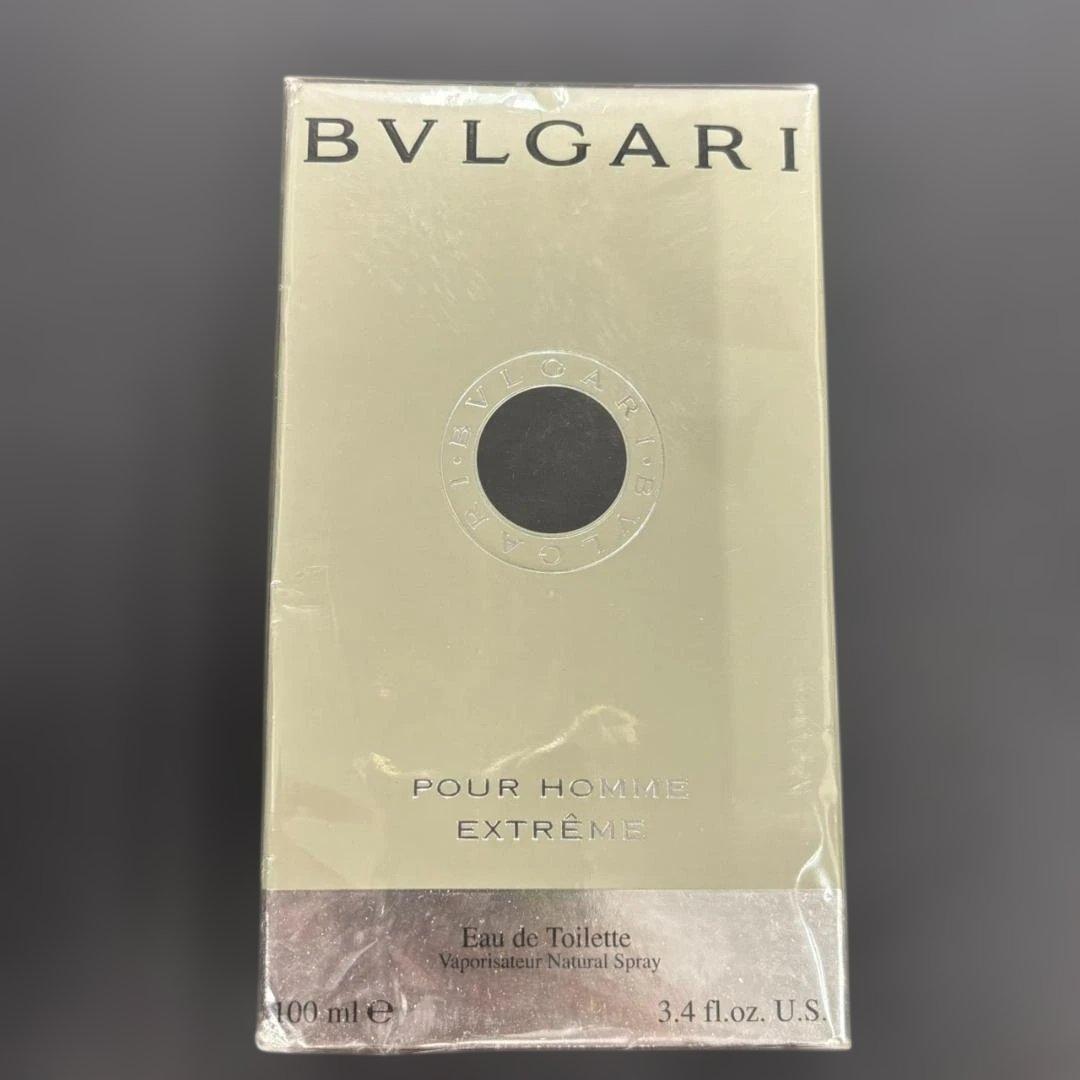 BVLGARI
BVLGARI · BVLGARI ·
POUR HOMME
EXTRÊME
Eau de Toilette
Vaporisateur Natural Spray
100 ml ℮
3.4 fl.oz. U.S.